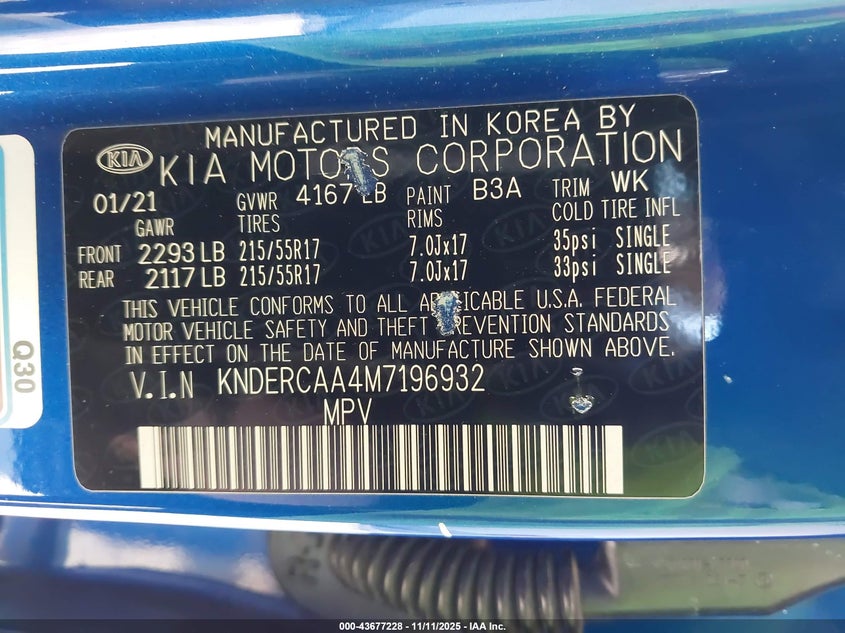 MANUFACTURED IN KOREA BY
KIA KIA MOTORS CORPORATION
01/21 GVWR 4167 LB PAINT B3A TRIM WK
GAWR TIRES RIMS COLD TIRE INFL
FRONT 2293 LB 215/55R17 7.0Jx17 35psi SINGLE
REAR 2117 LB 215/55R17 7.0Jx17 33psi SINGLE
THIS VEHICLE CONFORMS TO ALL APPLICABLE U.S.A. FEDERAL
MOTOR VEHICLE SAFETY AND THEFT PREVENTION STANDARDS
IN EFFECT ON THE DATE OF MANUFACTURE SHOWN ABOVE.
V.I.N KNDERCAA4M7196932
MPV
Q30
000-43677228 - 11/11/2025 - IAA Inc.